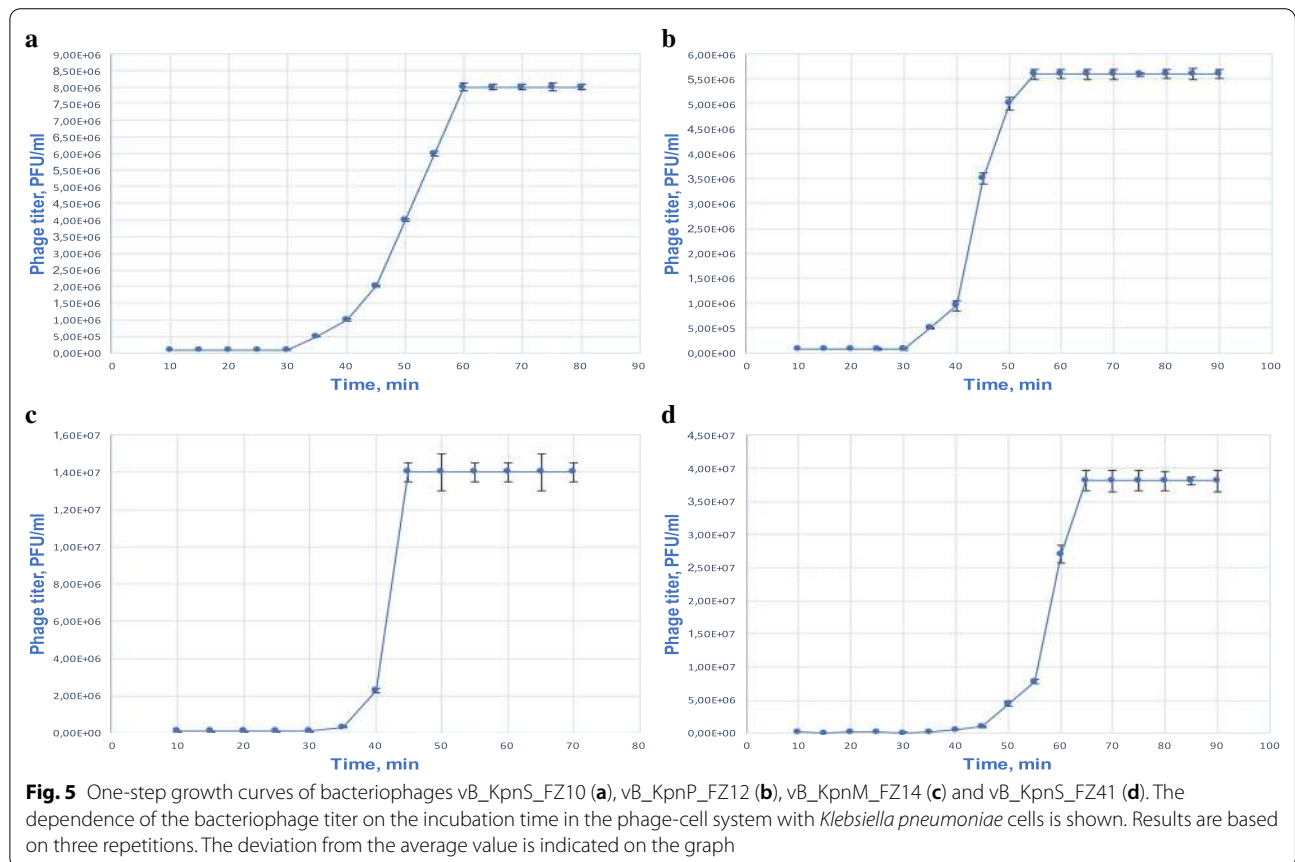 a
9,00E+06
8,50E+06
8,00E+06
7,50E+06
7,00E+06
6,50E+06
6,00E+06
5,50E+06
5,00E+06
4,50E+06
4,00E+06
3,50E+06
3,00E+06
2,50E+06
2,00E+06
1,50E+06
1,00E+06
5,00E+05
0,00E+00
Phage titer, PFU/ml
0 10 20 30 40 50 60 70 80 90
Time, min
b
6,00E+06
5,50E+06
5,00E+06
4,50E+06
4,00E+06
3,50E+06
3,00E+06
2,50E+06
2,00E+06
1,50E+06
1,00E+06
5,00E+05
0,00E+00
Phage titer, PFU/ml
0 10 20 30 40 50 60 70 80 90 100
Time, min
c
1,60E+07
1,40E+07
1,20E+07
1,00E+07
8,00E+06
6,00E+06
4,00E+06
2,00E+06
0,00E+00
Phage titer, PFU/ml
0 10 20 30 40 50 60 70 80
Time, min
d
4,50E+07
4,00E+07
3,50E+07
3,00E+07
2,50E+07
2,00E+07
1,50E+07
1,00E+07
5,00E+06
0,00E+00
Phage titer, PFU/ml
0 10 20 30 40 50 60 70 80 90 100
Time, min
Fig. 5 One-step growth curves of bacteriophages vB_KpnS_FZ10 (a), vB_KpnP_FZ12 (b), vB_KpnM_FZ14 (c) and vB_KpnS_FZ41 (d). The
dependence of the bacteriophage titer on the incubation time in the phage-cell system with Klebsiella pneumoniae cells is shown. Results are based
on three repetitions. The deviation from the average value is indicated on the graph